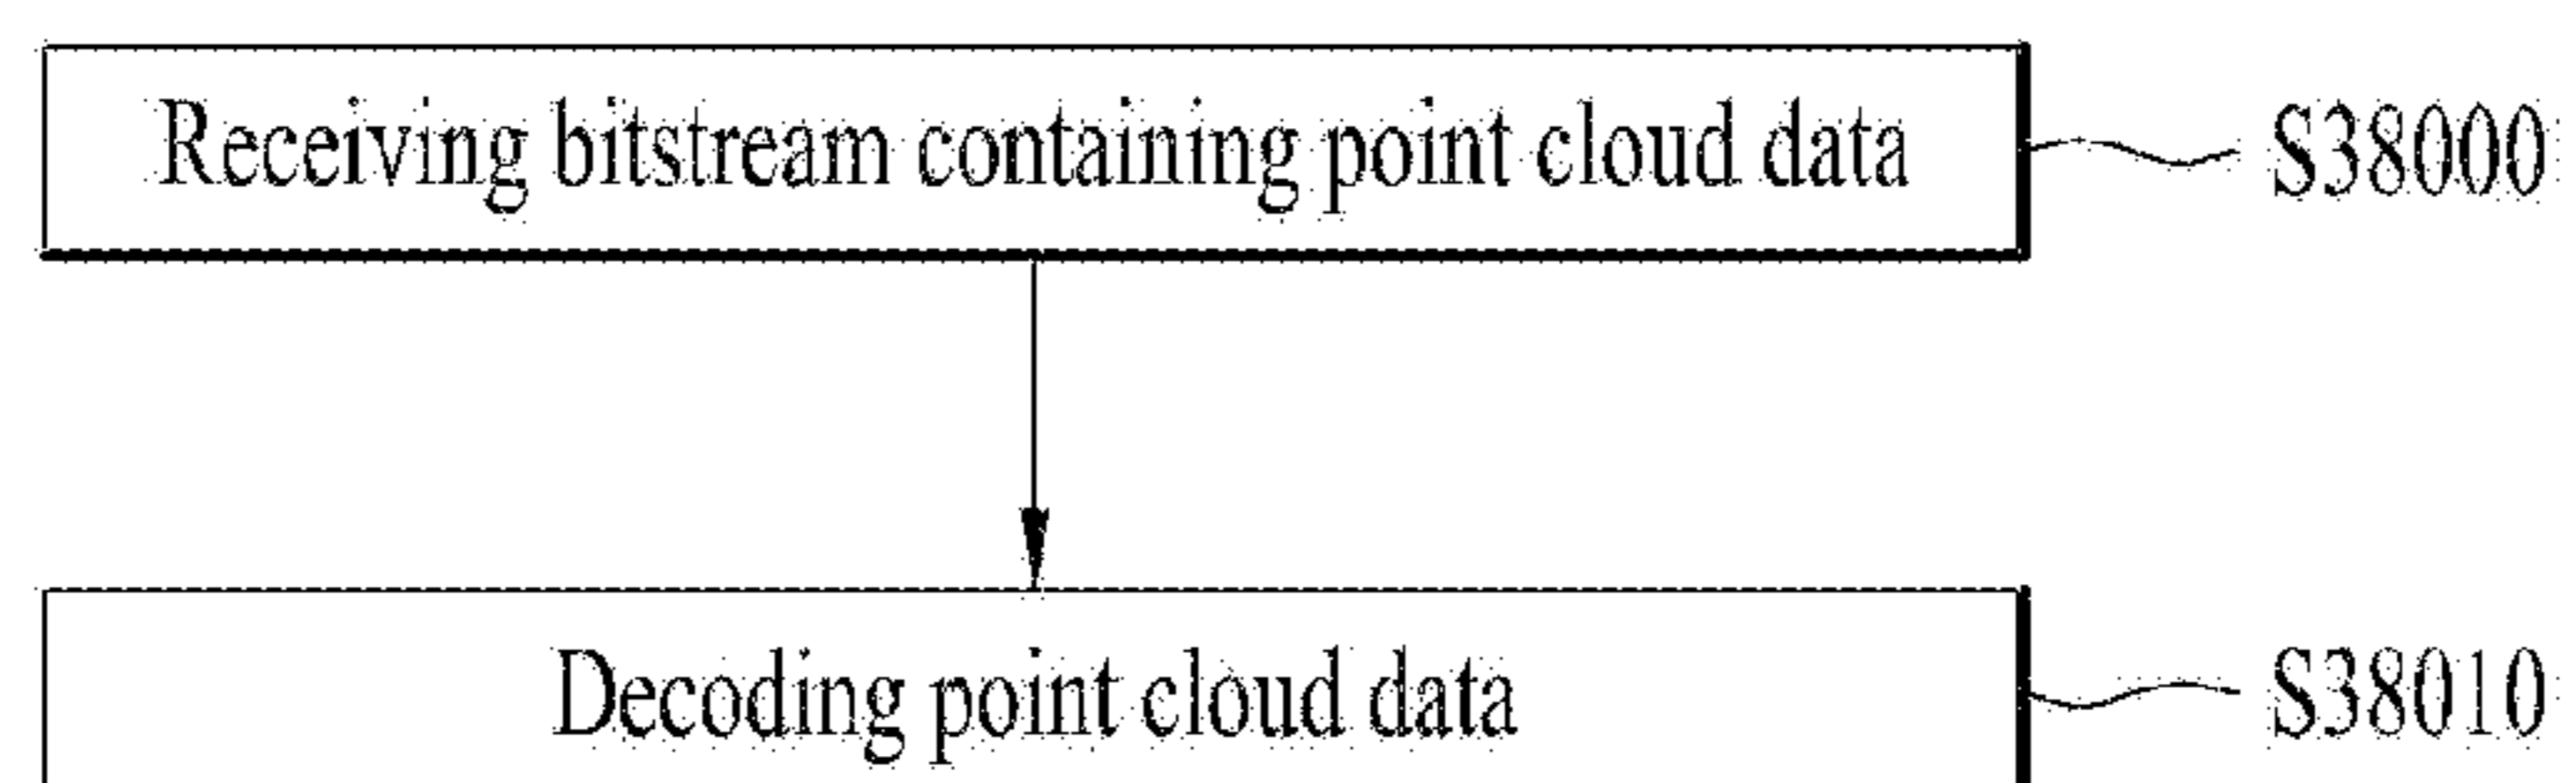 Receiving bitstream containing point cloud data S38000
Decoding point cloud data S38010